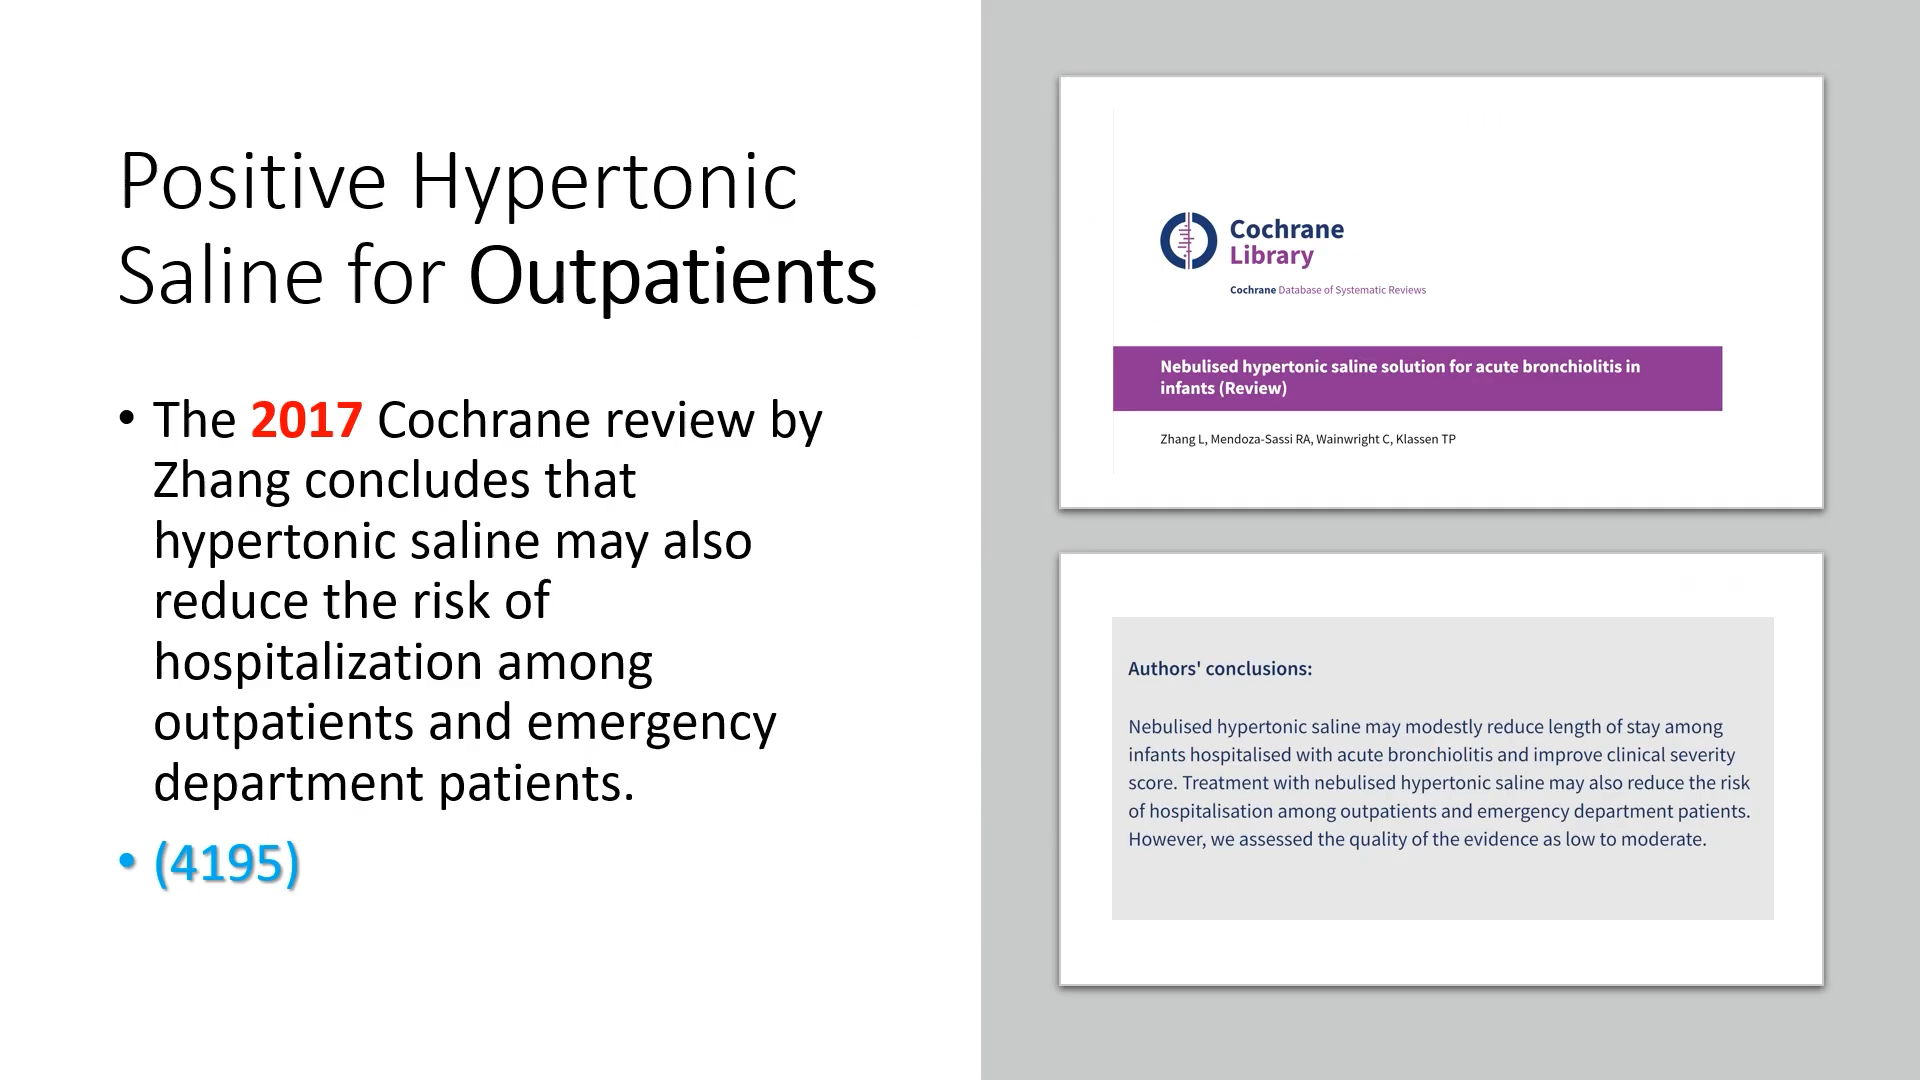 Positive Hypertonic
Saline for Outpatients
• The 2017 Cochrane review by
Zhang concludes that
hypertonic saline may also
reduce the risk of
hospitalization among
outpatients and emergency
department patients.
• (4195)
Cochrane
Library
Cochrane Database of Systematic Reviews
Nebulised hypertonic saline solution for acute bronchiolitis in
infants (Review)
Zhang L, Mendoza-Sassi RA, Wainwright C, Klassen TP
Authors' conclusions:
Nebulised hypertonic saline may modestly reduce length of stay among
infants hospitalised with acute bronchiolitis and improve clinical severity
score. Treatment with nebulised hypertonic saline may also reduce the risk
of hospitalisation among outpatients and emergency department patients.
However, we assessed the quality of the evidence as low to moderate.